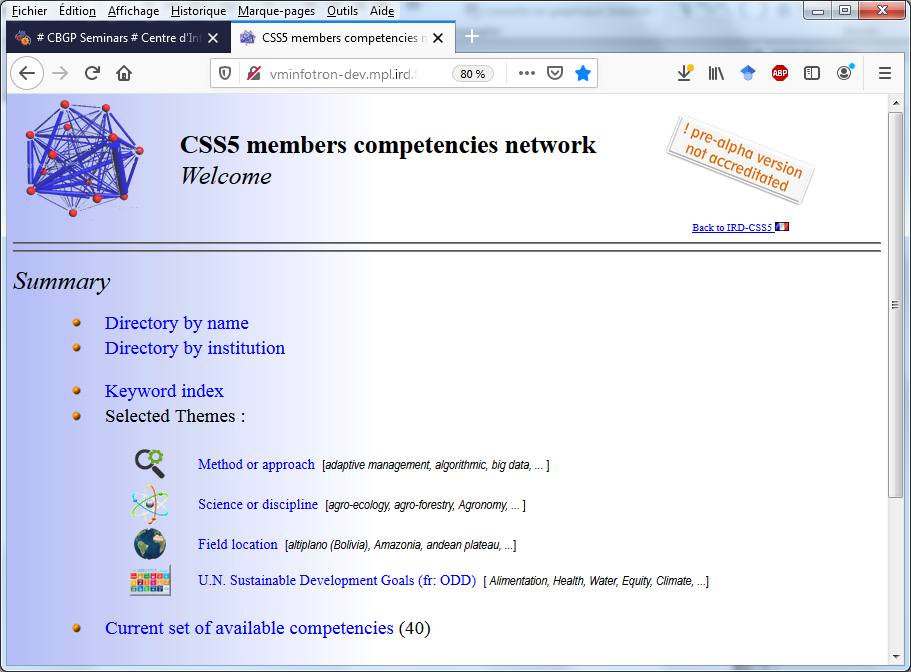 Fichier Édition Affichage Historique Marque-pages Outils Aide
# CBGP Seminars # Centre d'Inf
CSS5 members competencies n
vminfotron-dev.mpl.ird.f
80 %
ABP
CSS5 members competencies network
Welcome
! pre-alpha version
not accreditated
Back to IRD-CSS5
Summary
Directory by name
Directory by institution
Keyword index
Selected Themes :
Method or approach [adaptive management, algorithmic, big data, ... ]
Science or discipline [agro-ecology, agro-forestry, Agronomy, ... ]
Field location [altiplano (Bolivia), Amazonia, andean plateau, ...]
U.N. Sustainable Development Goals (fr: ODD) [ Alimentation, Health, Water, Equity, Climate, ...]
Current set of available competencies (40)